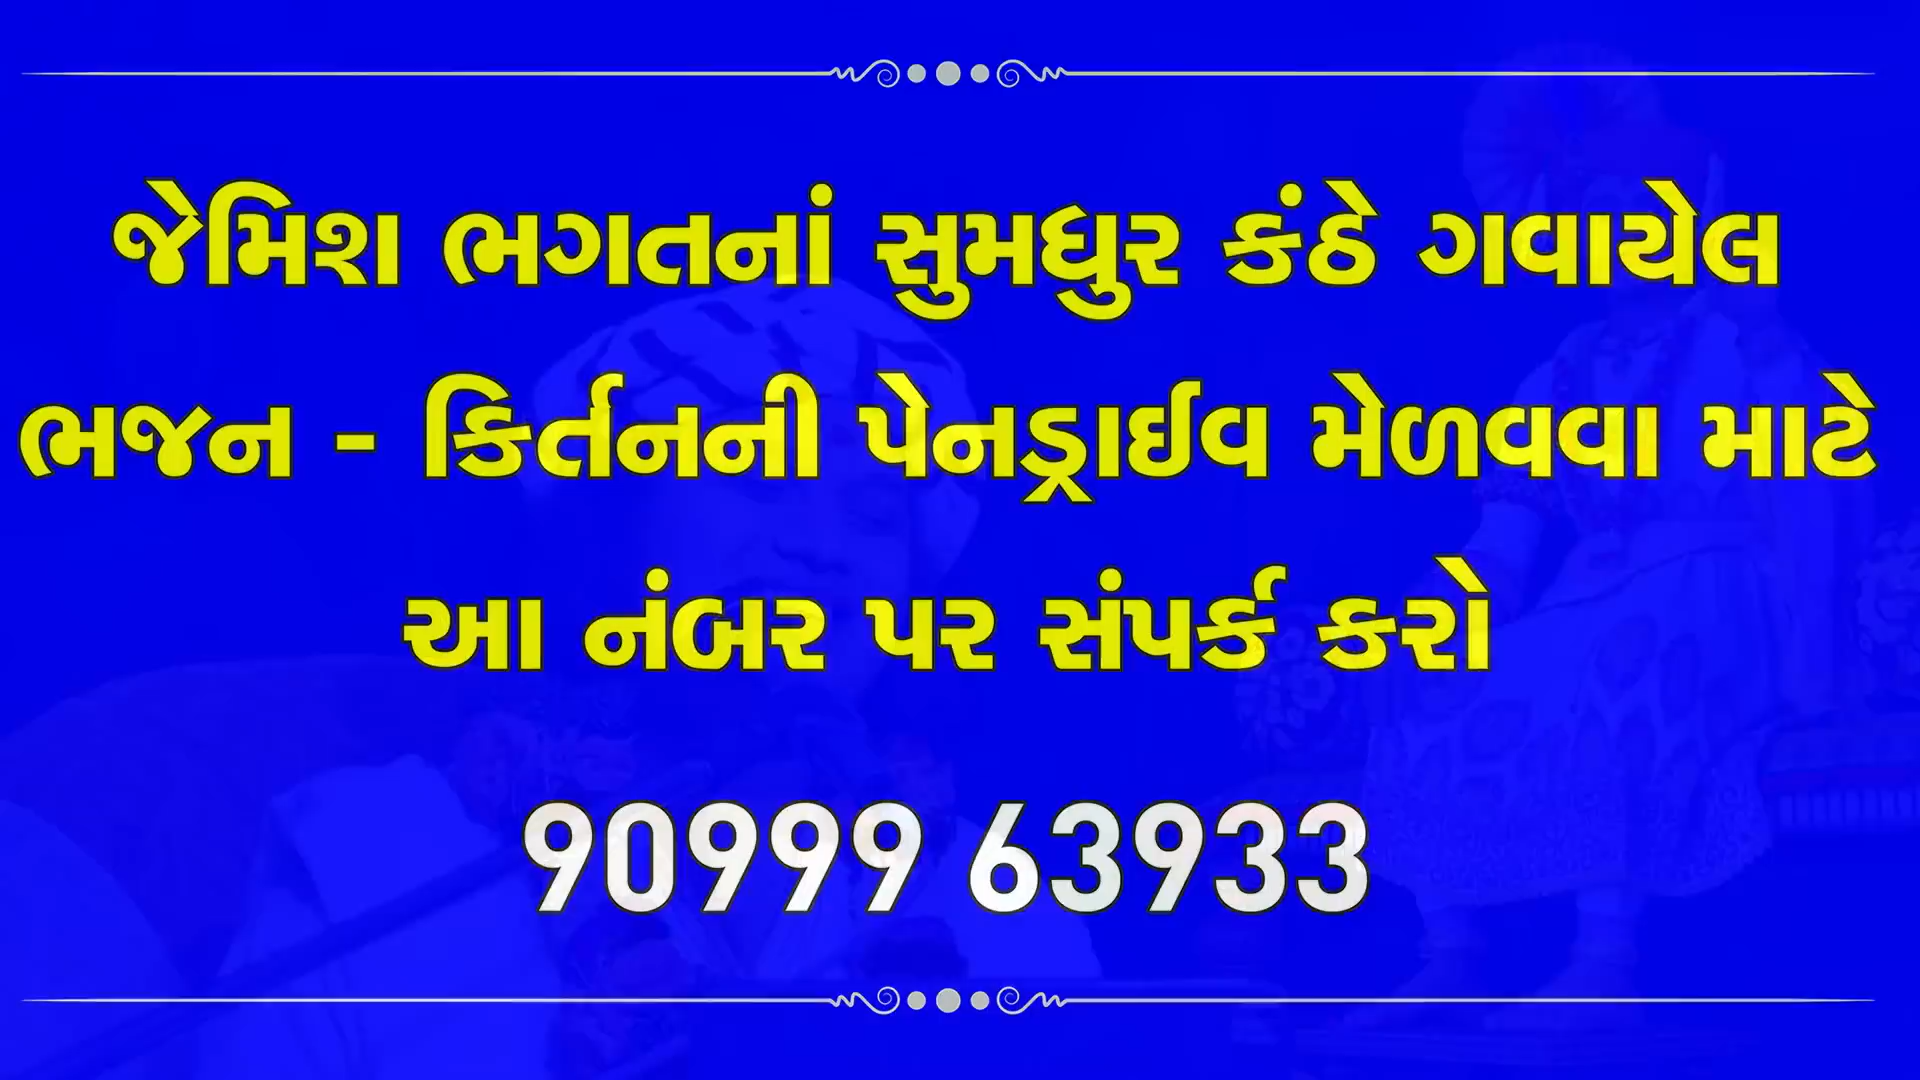 જેમિશ ભગતનાં સુમધુર કંઠે ગવાયેલ
ભજન - કિર્તનની પેનડ્રાઈવ મેળવવા માટે
આ નંબર પર સંપર્ક કરો
90999 63933